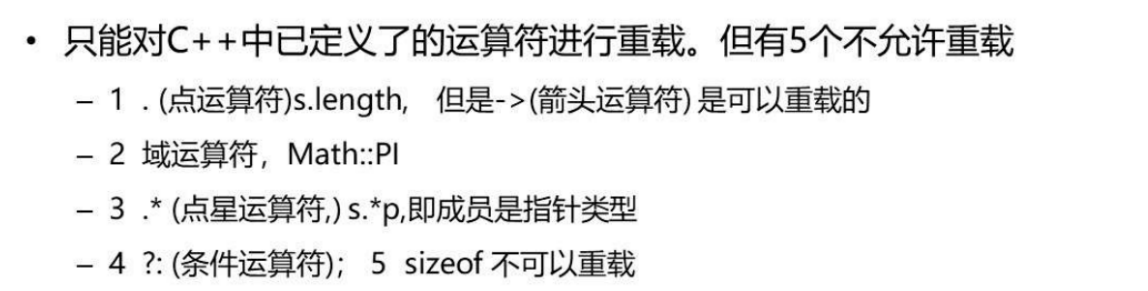 • 只能对C++中已定义了的运算符进行重载。但有5个不允许重载
– 1 . (点运算符)s.length, 但是->(箭头运算符) 是可以重载的
– 2 域运算符，Math::PI
– 3 .* (点星运算符,) s.*p,即成员是指针类型
– 4 ?: (条件运算符)； 5 sizeof 不可以重载